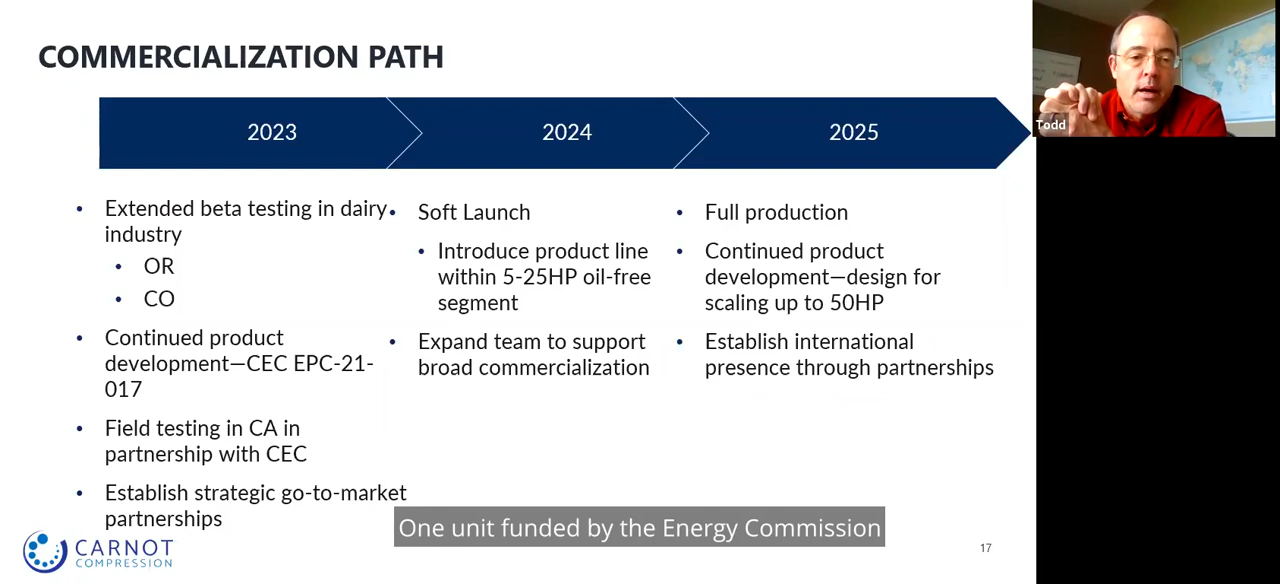 COMMERCIALIZATION PATH
2023
2024
2025
• Extended beta testing in dairy
industry
• OR
• CO
• Continued product
development—CEC EPC-21-
017
• Field testing in CA in
partnership with CEC
• Establish strategic go-to-market
partnerships
• Soft Launch
• Introduce product line
within 5-25HP oil-free
segment
• Expand team to support
broad commercialization
• Full production
• Continued product
development—design for
scaling up to 50HP
• Establish international
presence through partnerships
One unit funded by the Energy Commission
CARNOT
COMPRESSION
17
Todd